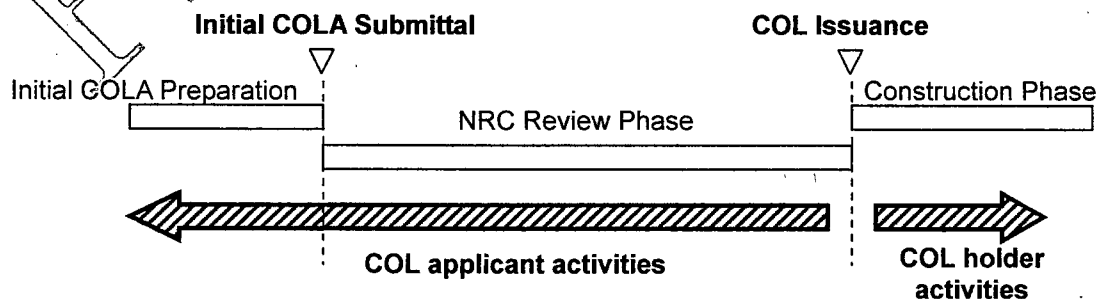 Initial COLA Submittal
COL Issuance
Initial COLA Preparation
Construction Phase
NRC Review Phase
COL applicant activities
COL holder
activities